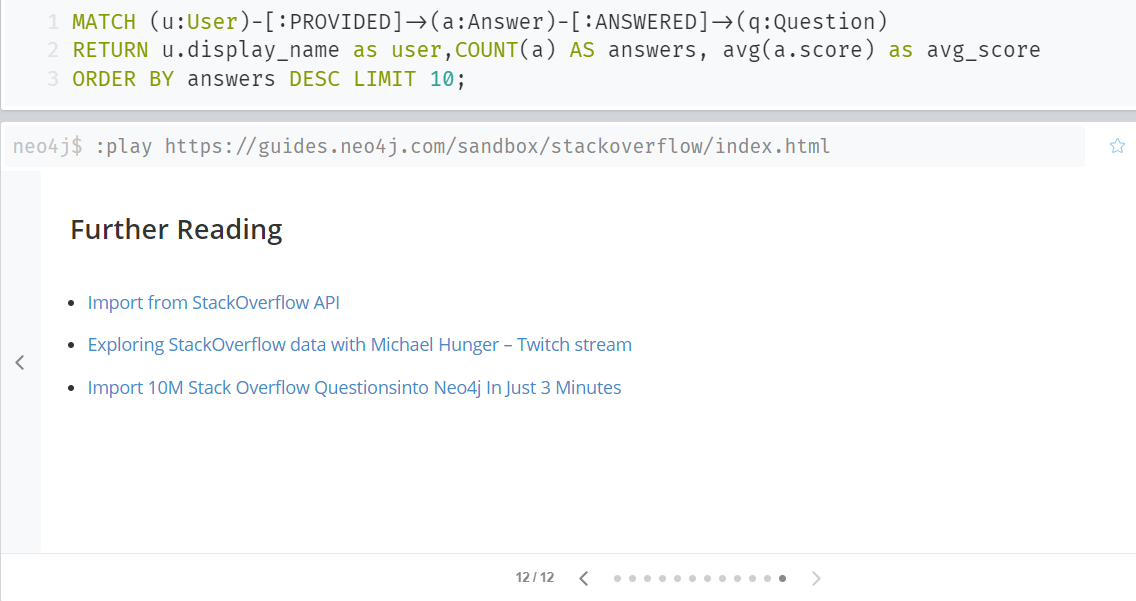 1 MATCH (u:User)-[:PROVIDED]->(a:Answer)-[:ANSWERED]->(q:Question)
2 RETURN u.display_name as user,COUNT(a) AS answers, avg(a.score) as avg_score
3 ORDER BY answers DESC LIMIT 10;
neo4j$ :play https://guides.neo4j.com/sandbox/stackoverflow/index.html
Further Reading
• Import from StackOverflow API
• Exploring StackOverflow data with Michael Hunger – Twitch stream
• Import 10M Stack Overflow Questionsinto Neo4j In Just 3 Minutes
12 / 12